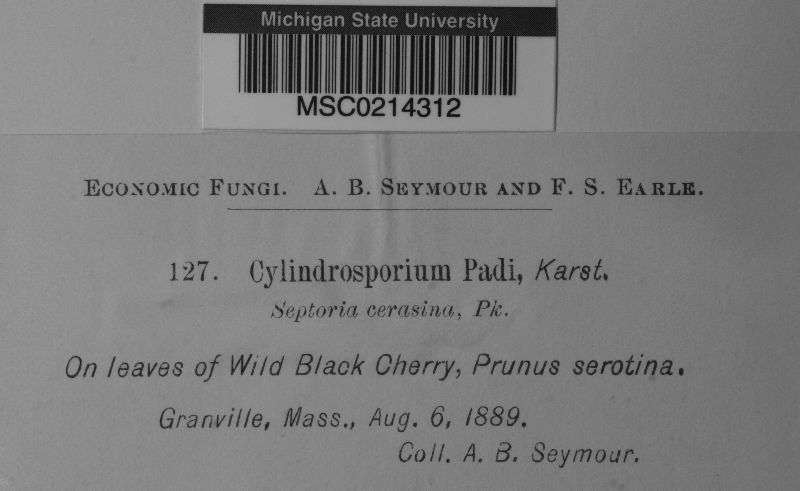 Michigan State University
MSC0214312
Economic Fungi. A. B. Seymour and F. S. Earle.
127. Cylindrosporium Padi, Karst.
Septoria cerasina, Pk.
On leaves of Wild Black Cherry, Prunus serotina.
Granville, Mass., Aug. 6, 1889.
Coll. A. B. Seymour.